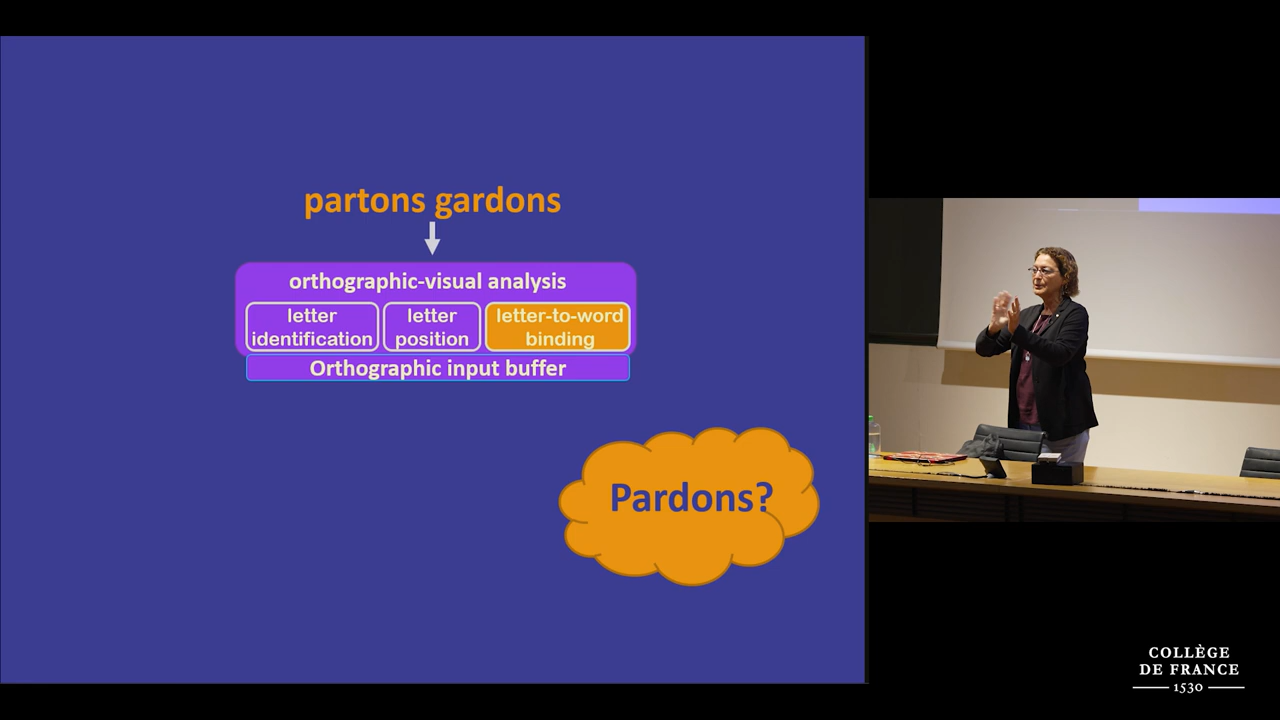 partons gardons
orthographic-visual analysis
letter
identification
letter
position
letter-to-word
binding
Orthographic input buffer
Pardons?
COLLÈGE
DE FRANCE
1530